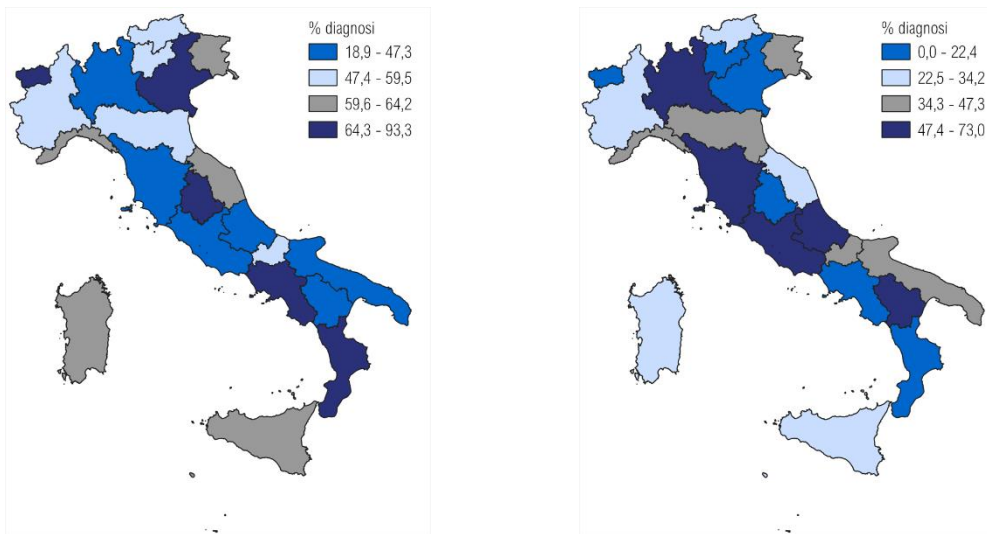 % diagnosi
18,9 - 47,3
47,4 - 59,5
59,6 - 64,2
64,3 - 93,3
% diagnosi
0,0 - 22,4
22,5 - 34,2
34,3 - 47,3
47,4 - 73,0